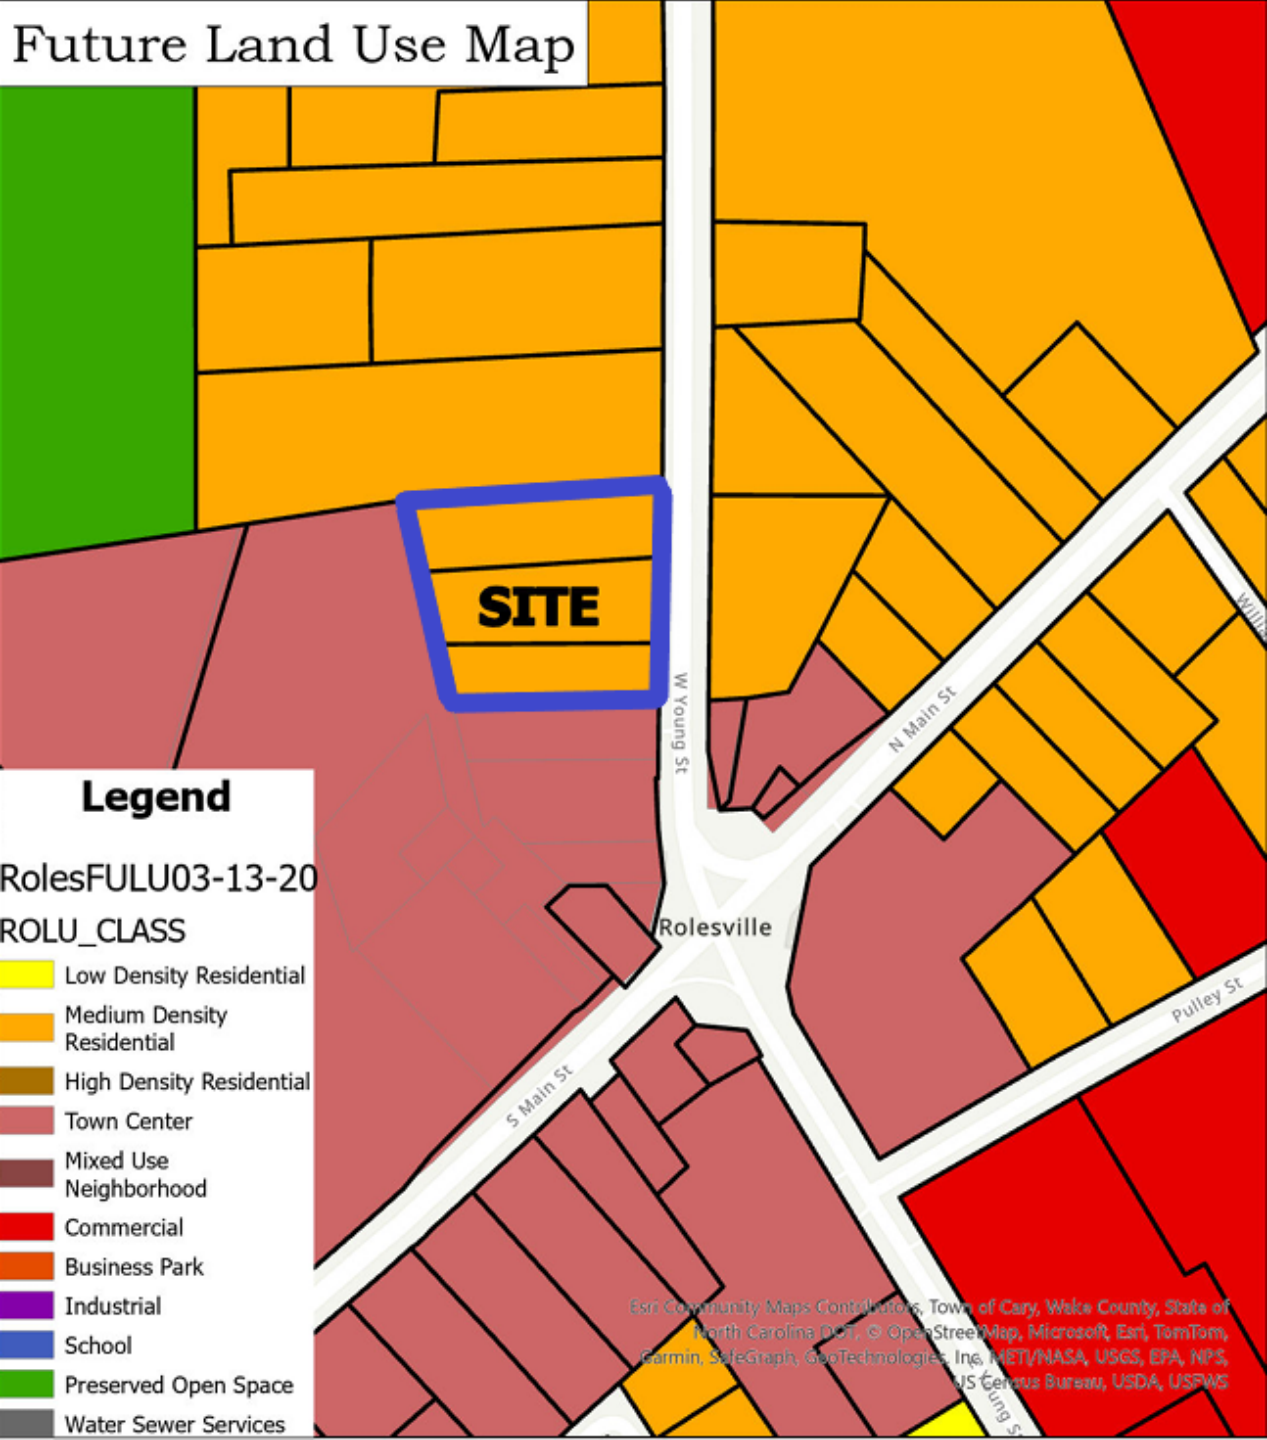 Future Land Use Map
SITE
W Young St
N Main St
Rolesville
Pulley St
S Main St
Legend
RolesFULU03-13-20
ROLU_CLASS
Low Density Residential
Medium Density
Residential
High Density Residential
Town Center
Mixed Use
Neighborhood
Commercial
Business Park
Industrial
School
Preserved Open Space
Water Sewer Services
Esri Community Maps Contributors, Town of Cary, Wake County, State of
North Carolina DOT, © OpenStreetMap, Microsoft, Esri, TomTom,
Garmin, SafeGraph, GeoTechnologies, Inc, METI/NASA, USGS, EPA, NPS,
US Census Bureau, USDA, USFWS